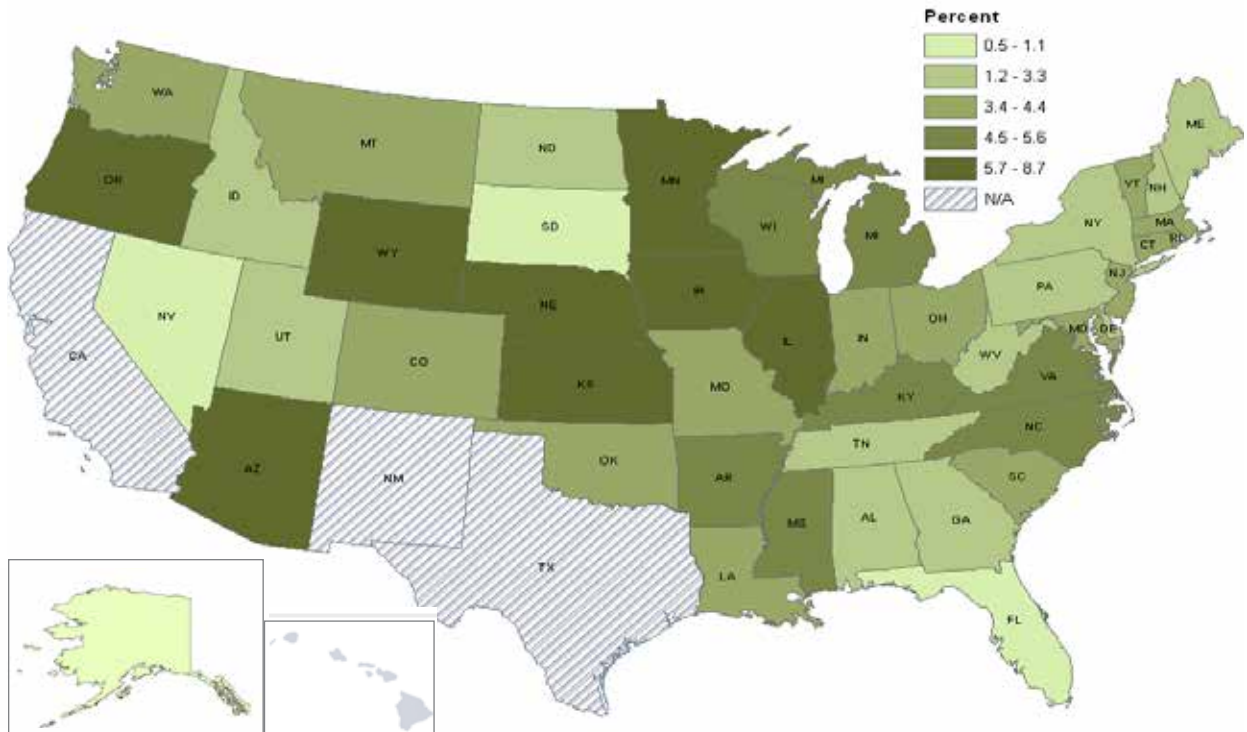 Percent
0.5 - 1.1
1.2 - 3.3
3.4 - 4.4
4.5 - 5.6
5.7 - 8.7
N/A
WA
MT
ND
MN
ME
OR
ID
SD
WI
MI
MI
VT
NH
NY
MA
CT
RI
WY
NE
PA
NJ
NV
UT
CO
KS
IL
IN
OH
MD
DE
WV
VA
CA
MO
KY
NC
TN
AZ
NM
OK
AR
SC
MS
AL
GA
TX
LA
FL